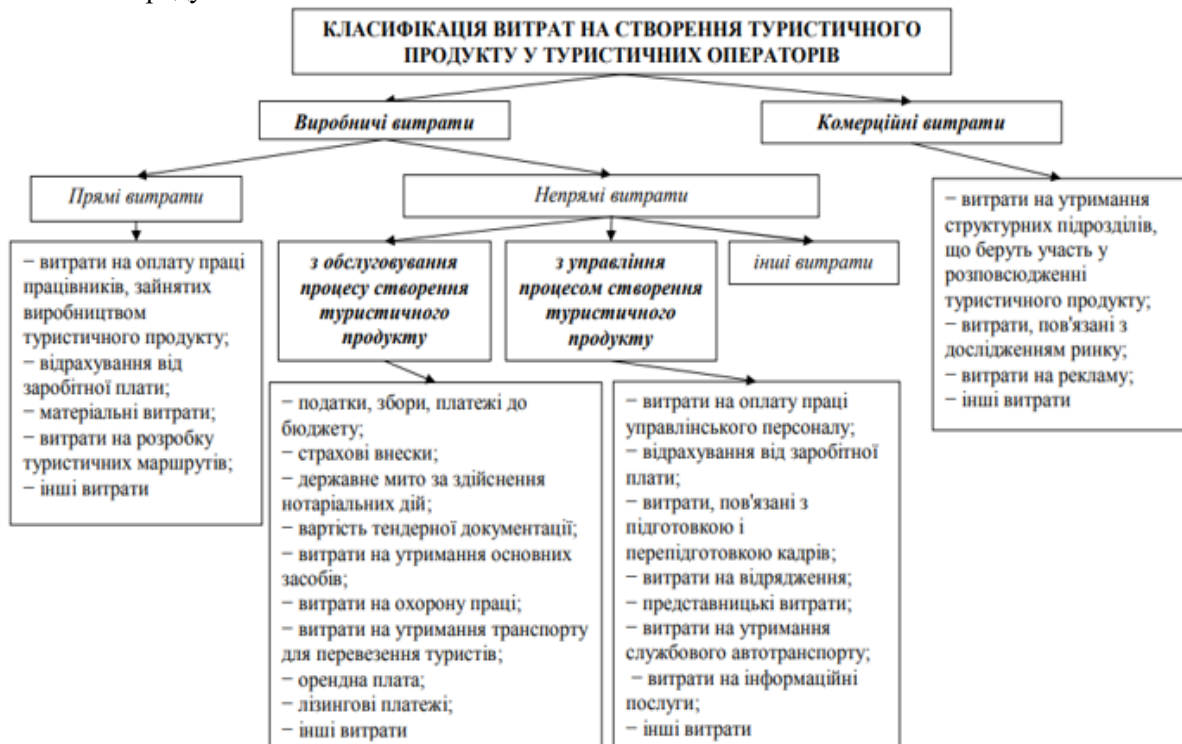 КЛАСИФІКАЦІЯ ВИТРАТ НА СТВОРЕННЯ ТУРИСТИЧНОГО
ПРОДУКТУ У ТУРИСТИЧНИХ ОПЕРАТОРІВ
Виробничі витрати
Комерційні витрати
Прямі витрати
Непрямі витрати
− витрати на оплату праці
працівників, зайнятих
виробництвом
туристичного продукту;
− відрахування від
заробітної плати;
− матеріальні витрати;
− витрати на розробку
туристичних маршрутів;
− інші витрати
з обслуговування
процесу створення
туристичного
продукту
з управління
процесом створення
туристичного
продукту
інші витрати
− витрати на утримання
структурних підрозділів,
що беруть участь у
розповсюдженні
туристичного продукту;
− витрати, пов'язані з
дослідженням ринку;
− витрати на рекламу;
− інші витрати
− податки, збори, платежі до
бюджету;
− страхові внески;
− державне мито за здійснення
нотаріальних дій;
− вартість тендерної документації;
− витрати на утримання основних
засобів;
− витрати на охорону праці;
− витрати на утримання транспорту
для перевезення туристів;
− орендна плата;
− лізингові платежі;
− інші витрати
− витрати на оплату праці
управлінського персоналу;
− відрахування від заробітної
плати;
− витрати, пов'язані з
підготовкою і
перепідготовкою кадрів;
− витрати на відрядження;
− представницькі витрати;
− витрати на утримання
службового автотранспорту;
− витрати на інформаційні
послуги;
− інші витрати